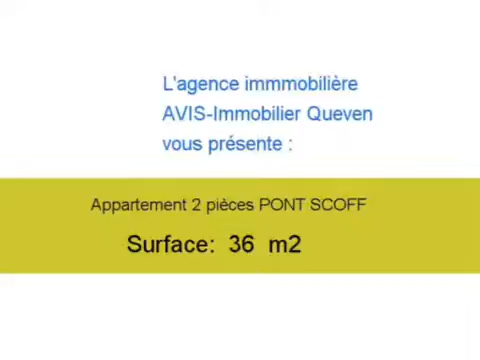 L'agence immmobilière
AVIS-Immobilier Queven
vous présente :
Appartement 2 pièces PONT SCOFF
Surface: 36 m2